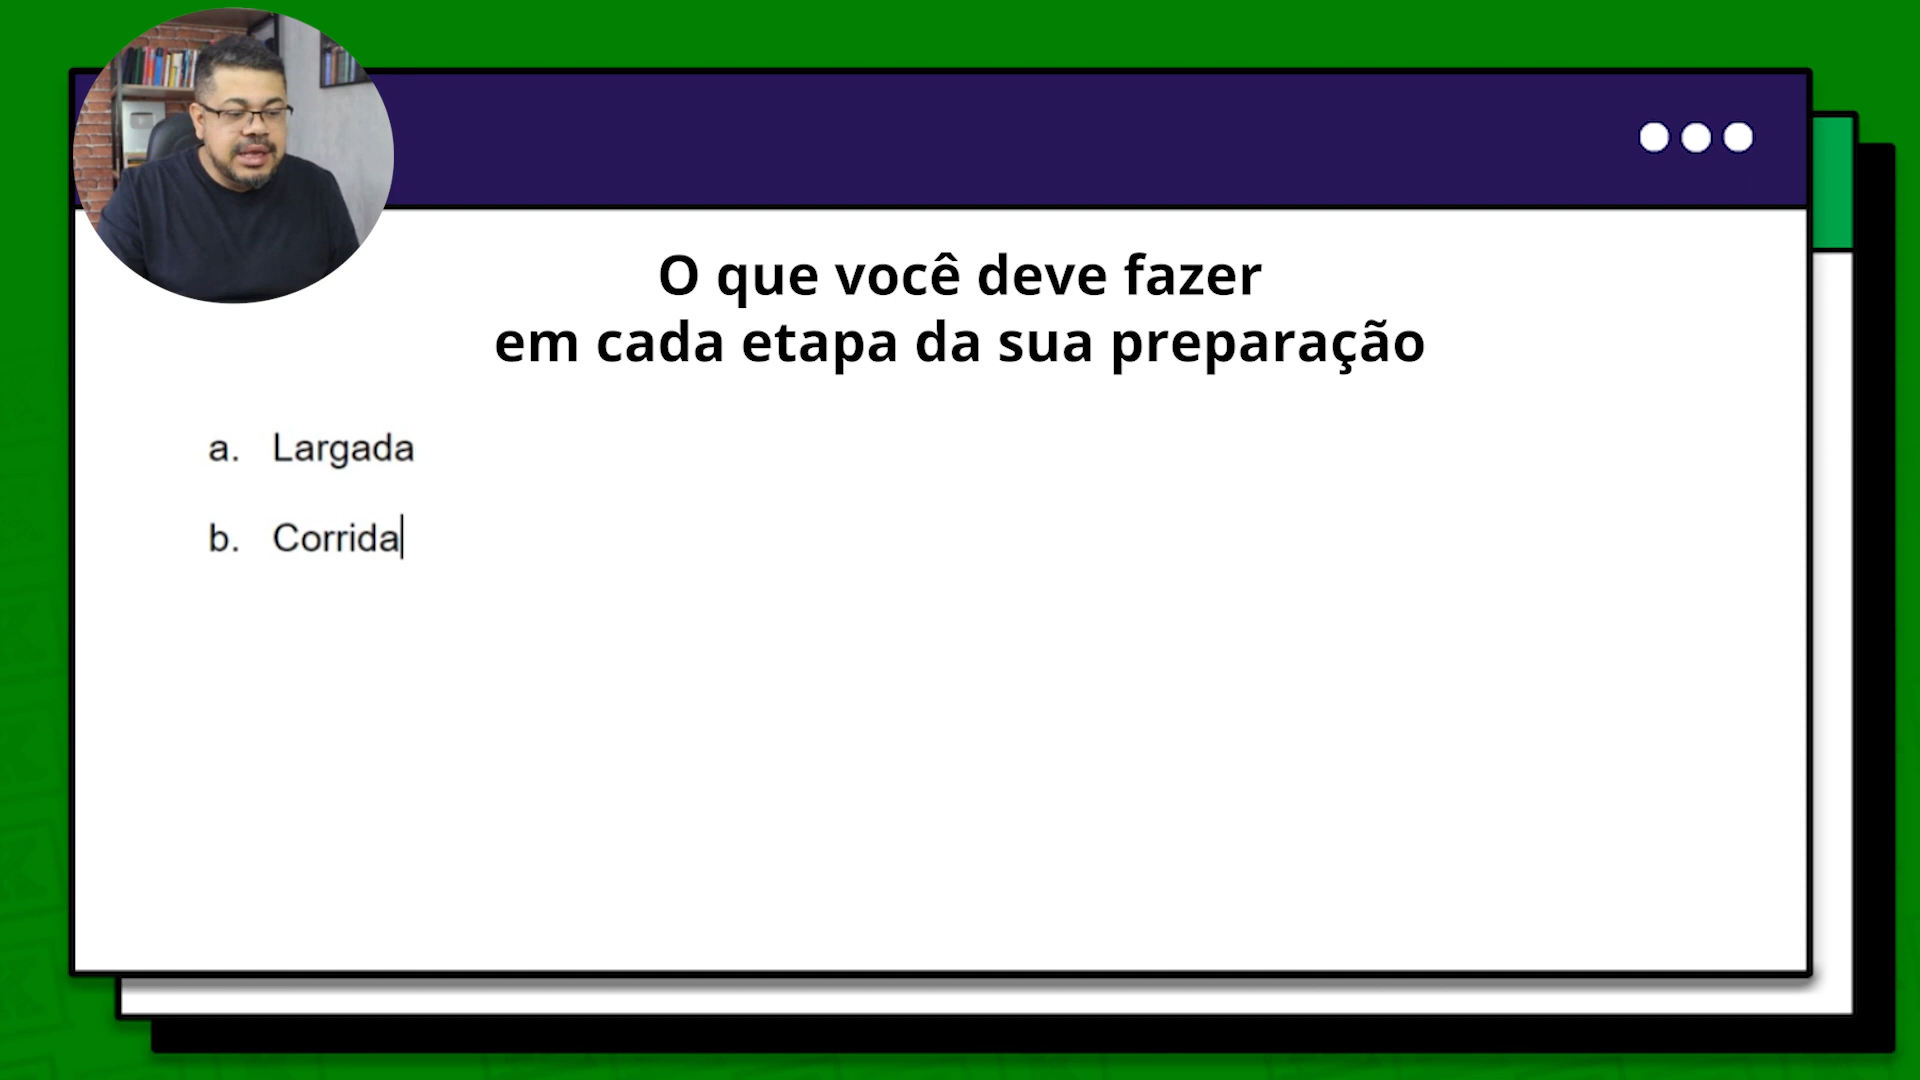 O que você deve fazer
em cada etapa da sua preparação
a. Largada
b. Corrida